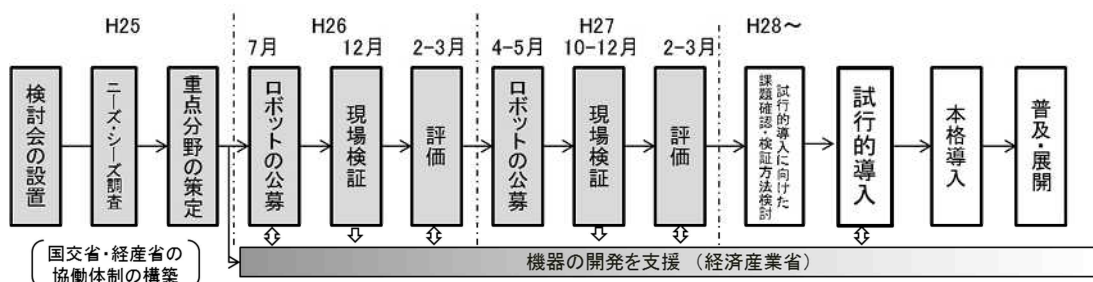 H25
H26
H27
H28～
7月
12月
2-3月
4-5月
10-12月
2-3月
検討会の設置
ニーズ・シーズ調査
重点分野の策定
ロボットの公募
現場検証
評価
ロボットの公募
現場検証
評価
試行的導入に向けた
課題確認・検証方法検討
試行的導入
本格導入
普及・展開
国交省・経産省の
協働体制の構築
機器の開発を支援 （経済産業省）